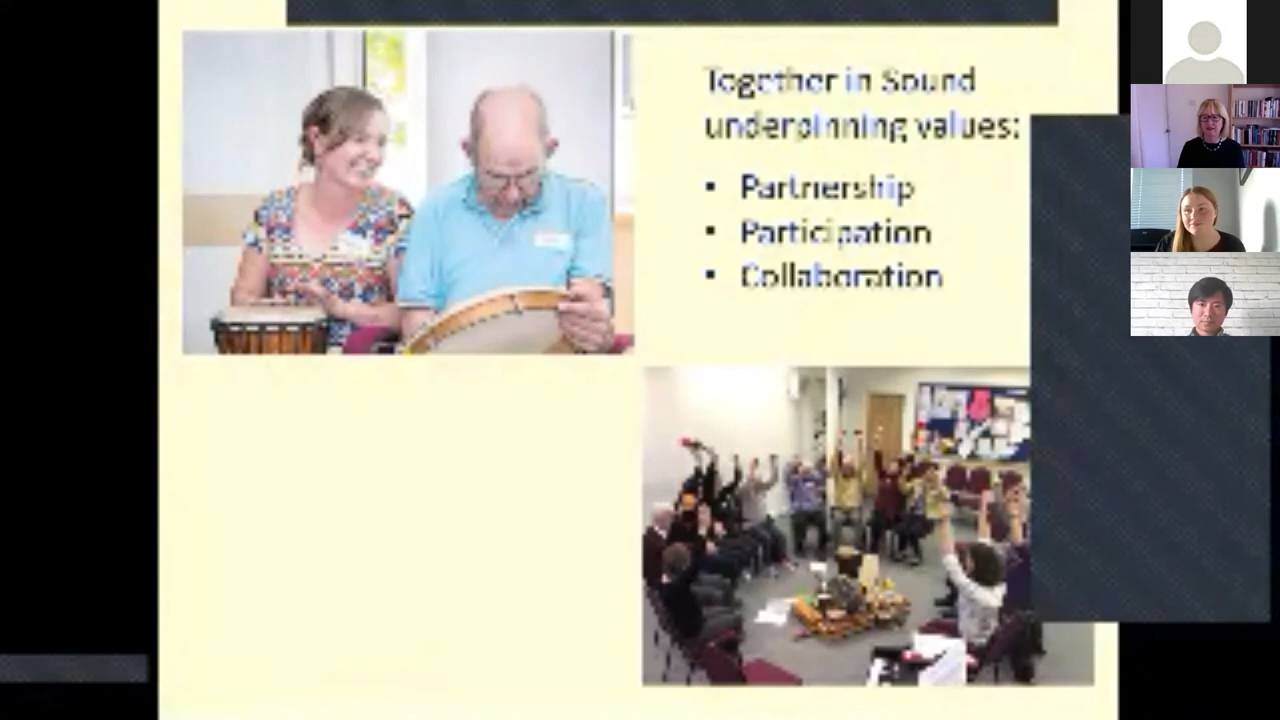 Together in Sound
underpinning values:
▪ Partnership
▪ Participation
▪ Collaboration